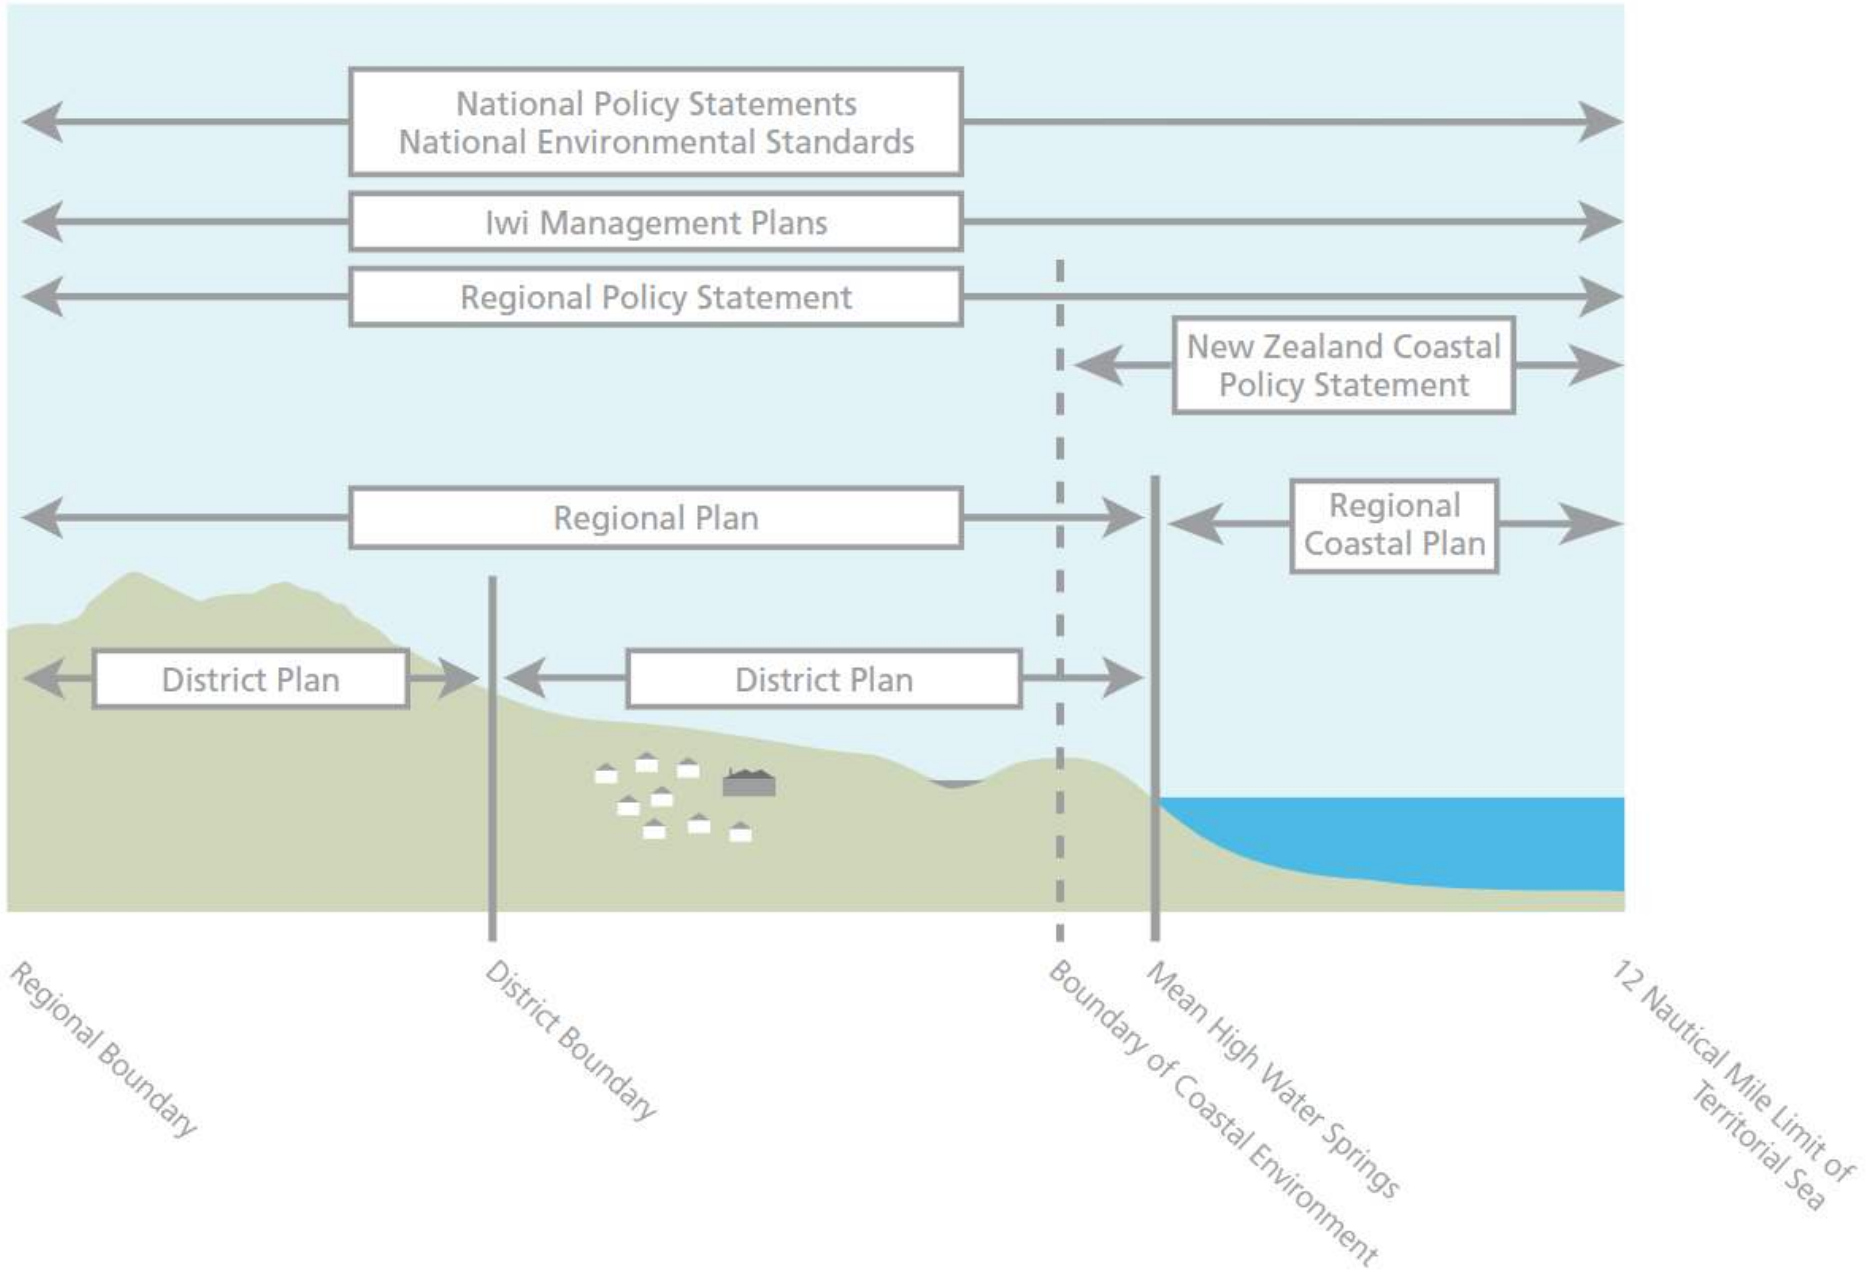 National Policy Statements
National Environmental Standards
Iwi Management Plans
Regional Policy Statement
New Zealand Coastal
Policy Statement
Regional Plan
Regional
Coastal Plan
District Plan
District Plan
Regional Boundary
District Boundary
Boundary of Coastal Environment
Mean High Water Springs
12 Nautical Mile Limit of
Territorial Sea